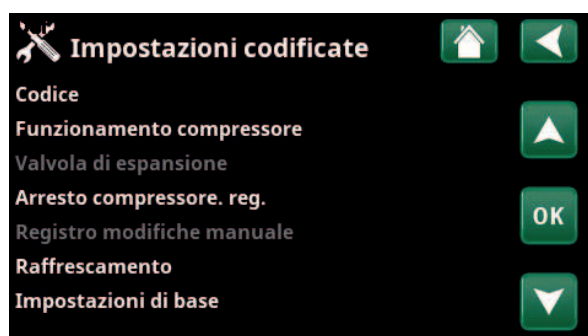 Impostazioni codificate
Codice
Funzionamento compressore
Valvola di espansione
Arresto compressore. reg.
OK
Registro modifiche manuale
Raffrescamento
Impostazioni di base